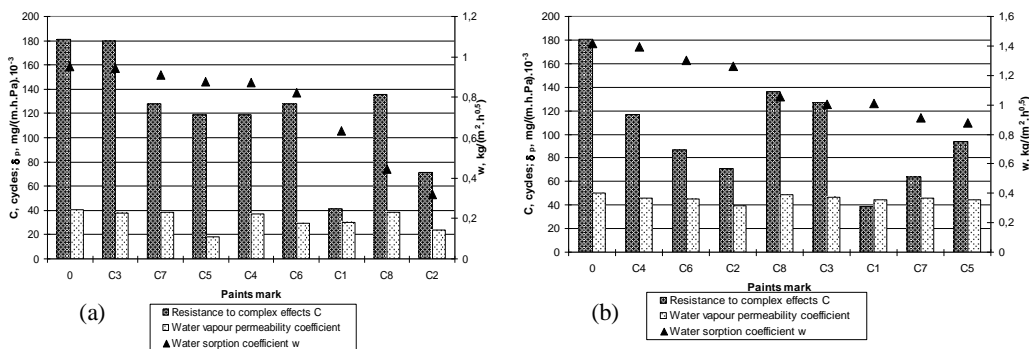 200
180
160
140
120
100
80
60
40
20
0
C, cycles; δp, mg/(m.h.Pa).10⁻³
1,2
1
0,8
0,6
0,4
0,2
0
w, kg/(m²,h⁰·⁵)
0 C3 C7 C5 C4 C6 C1 C8 C2
Paints mark
(a)
Resistance to complex effects C
Water vapour permeability coefficient
Water sorption coefficient w
200
180
160
140
120
100
80
60
40
20
0
C, cycles; δp, mg/(m.h.Pa).10⁻³
1,6
1,4
1,2
1
0,8
0,6
0,4
0,2
0
w, kg/(m²,h⁰·⁵)
0 C4 C6 C2 C8 C3 C1 C7 C5
Paints mark
(b)
Resistance to complex effects C
Water vapour permeability coefficient
Water sorption coefficient w